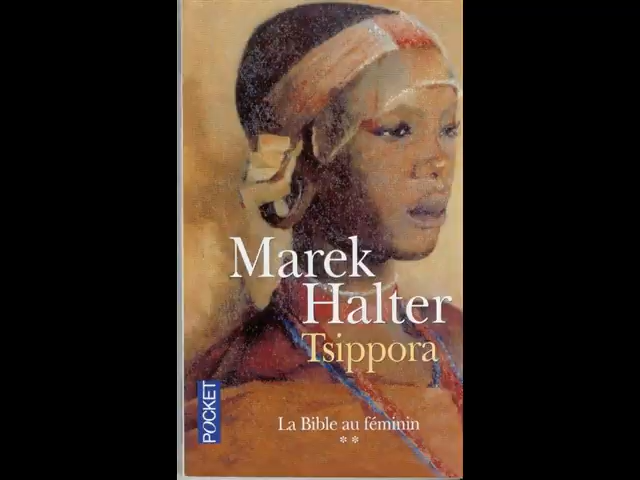 Marek
Halter
Tsippora
La Bible au féminin
**
POCKET